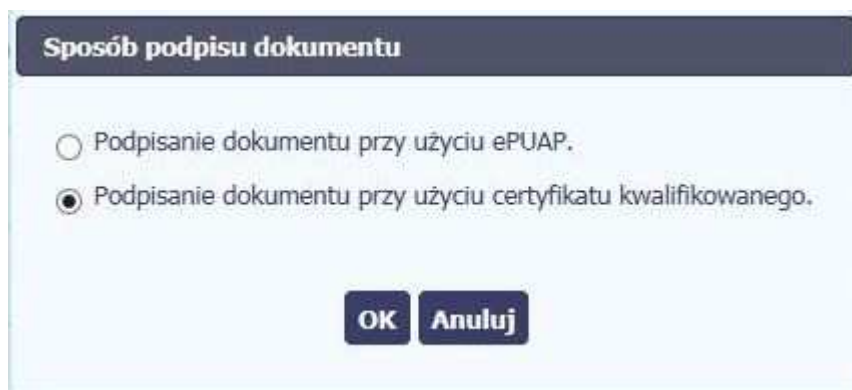 Sposób podpisu dokumentu
Podpisanie dokumentu przy użyciu ePUAP.
Podpisanie dokumentu przy użyciu certyfikatu kwalifikowanego.
OK Anuluj